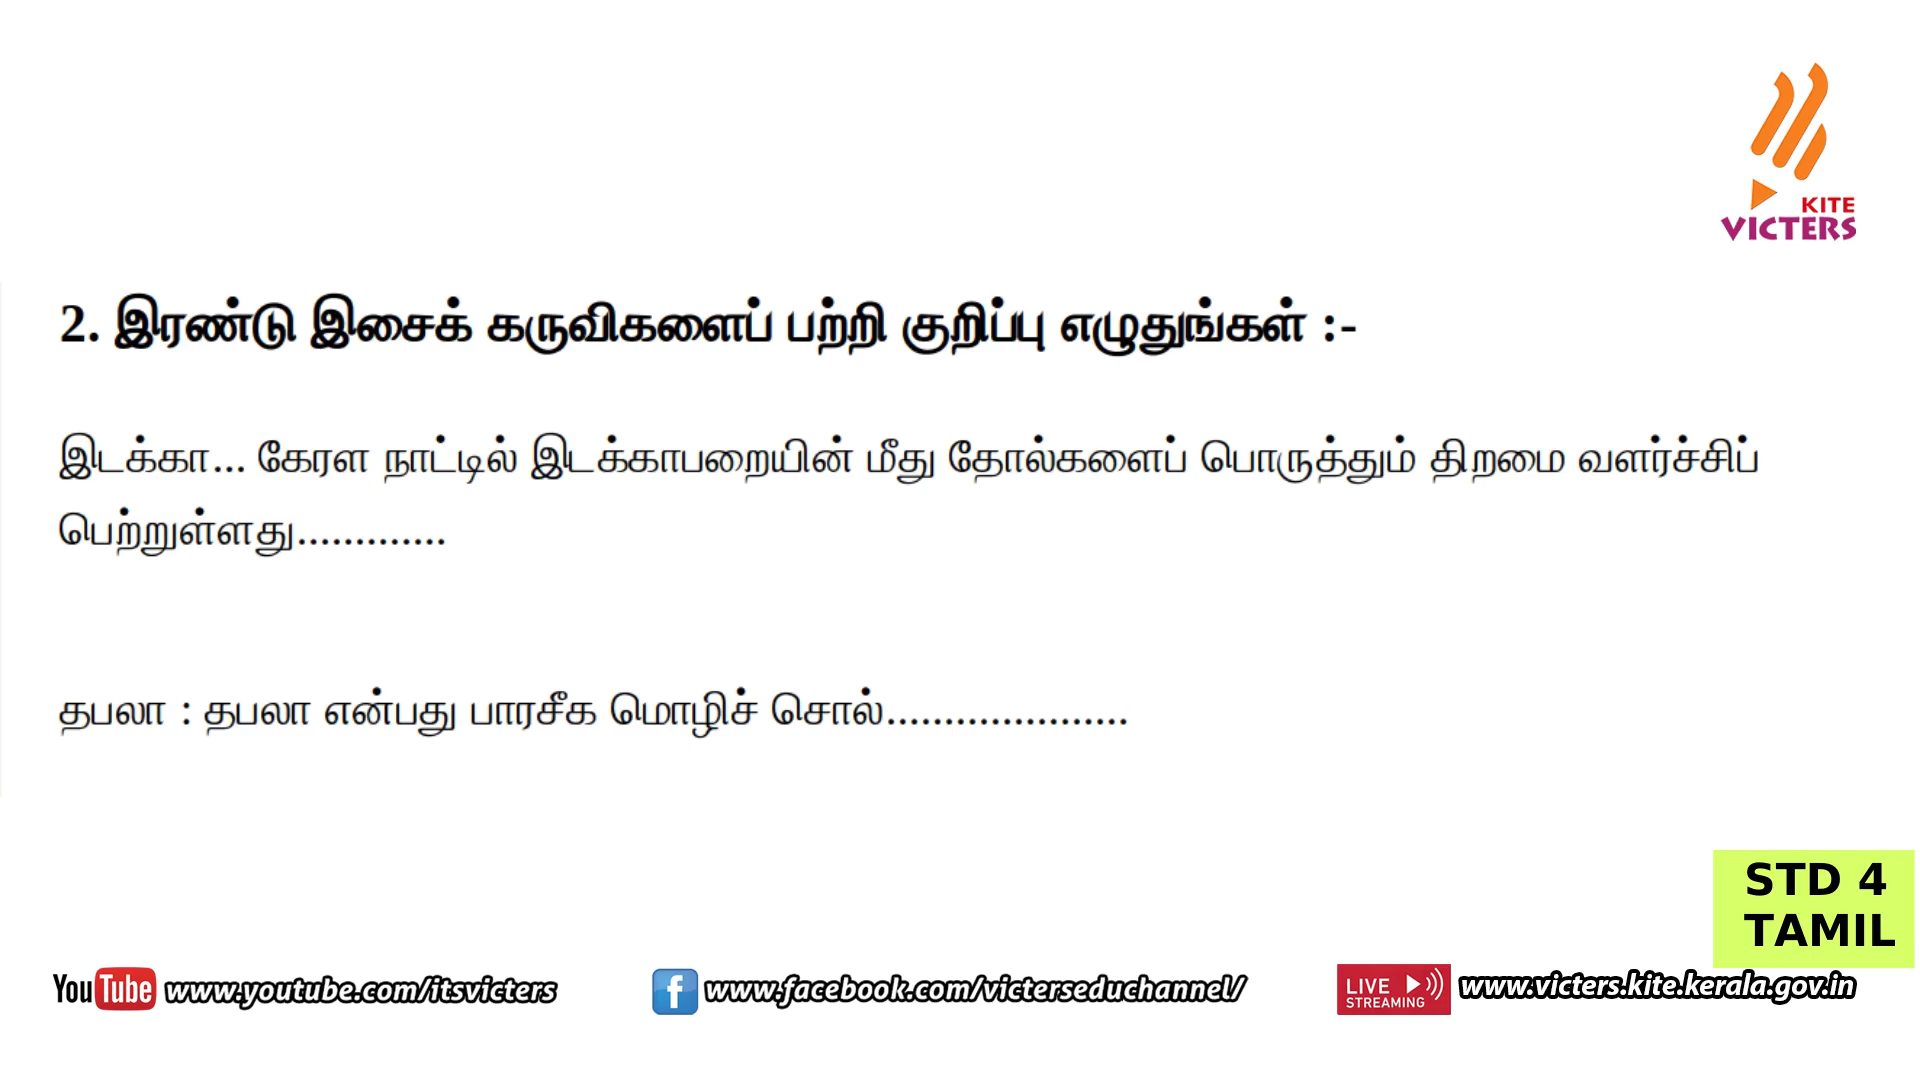 KITE
VICTERS
2. இரண்டு இசைக் கருவிகளைப் பற்றி குறிப்பு எழுதுங்கள் :-
இடக்கா... கேரள நாட்டில் இடக்காபறையின் மீது தோல்களைப் பொருத்தும் திறமை வளர்ச்சிப்
பெற்றுள்ளது.............
தபலா : தபலா என்பது பாரசீக மொழிச் சொல்.....................
STD 4
TAMIL
YouTube www.youtube.com/itsvicters
f www.facebook.com/victerseduchannel/
LIVE STREAMING www.victers.kite.kerala.gov.in